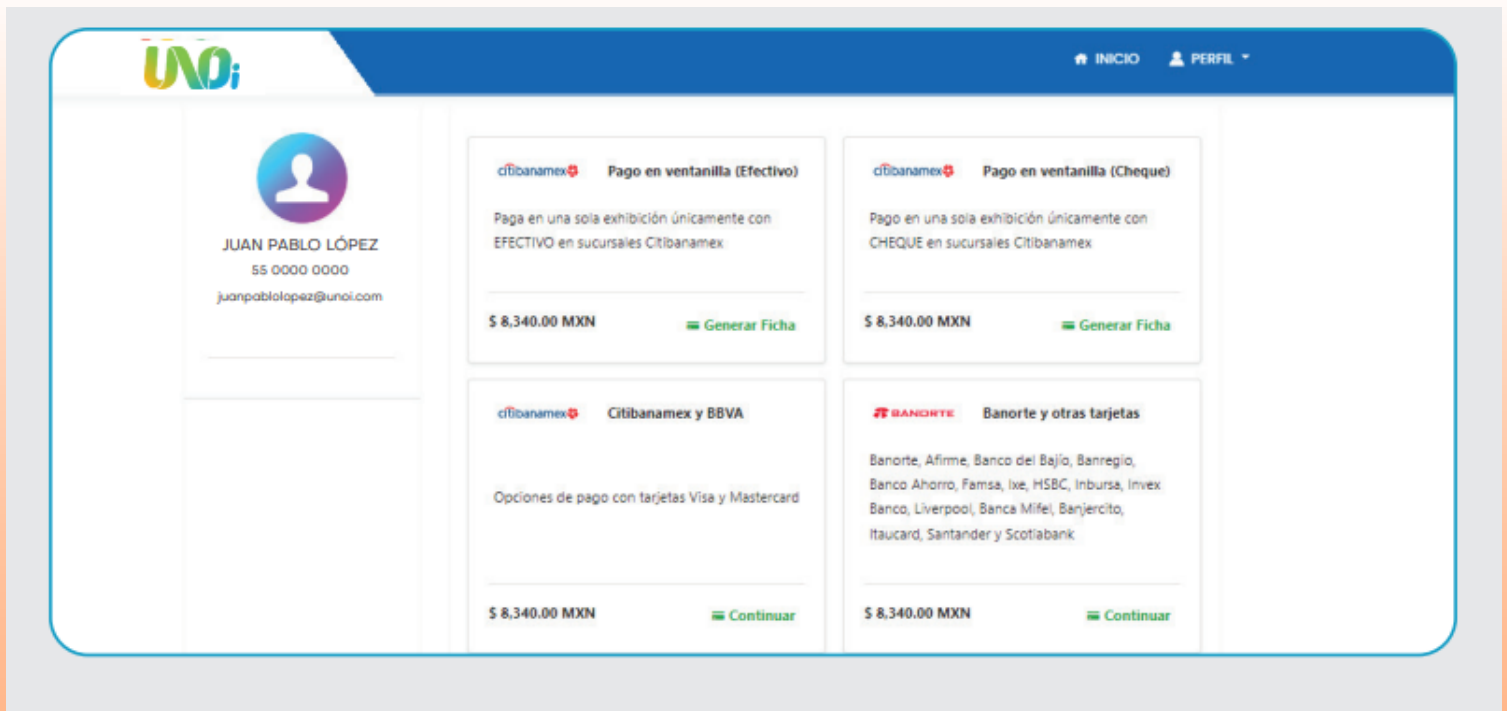 UNOi
INICIO PERFIL
JUAN PABLO LÓPEZ
55 0000 0000
juanpablolopez@unoi.com
citibanamex Pago en ventanilla (Efectivo)
Paga en una sola exhibición únicamente con
EFECTIVO en sucursales Citibanamex
$ 8,340.00 MXN Generar Ficha
citibanamex Pago en ventanilla (Cheque)
Pago en una sola exhibición únicamente con
CHEQUE en sucursales Citibanamex
$ 8,340.00 MXN Generar Ficha
citibanamex Citibanamex y BBVA
Opciones de pago con tarjetas Visa y Mastercard
$ 8,340.00 MXN Continuar
BANORTE Banorte y otras tarjetas
Banorte, Afirme, Banco del Bajío, Banregio,
Banco Ahorro, Famsa, Ixe, HSBC, Inbursa, Invex
Banco, Liverpool, Banca Mifel, Banjercito,
Itaucard, Santander y Scotiabank
$ 8,340.00 MXN Continuar